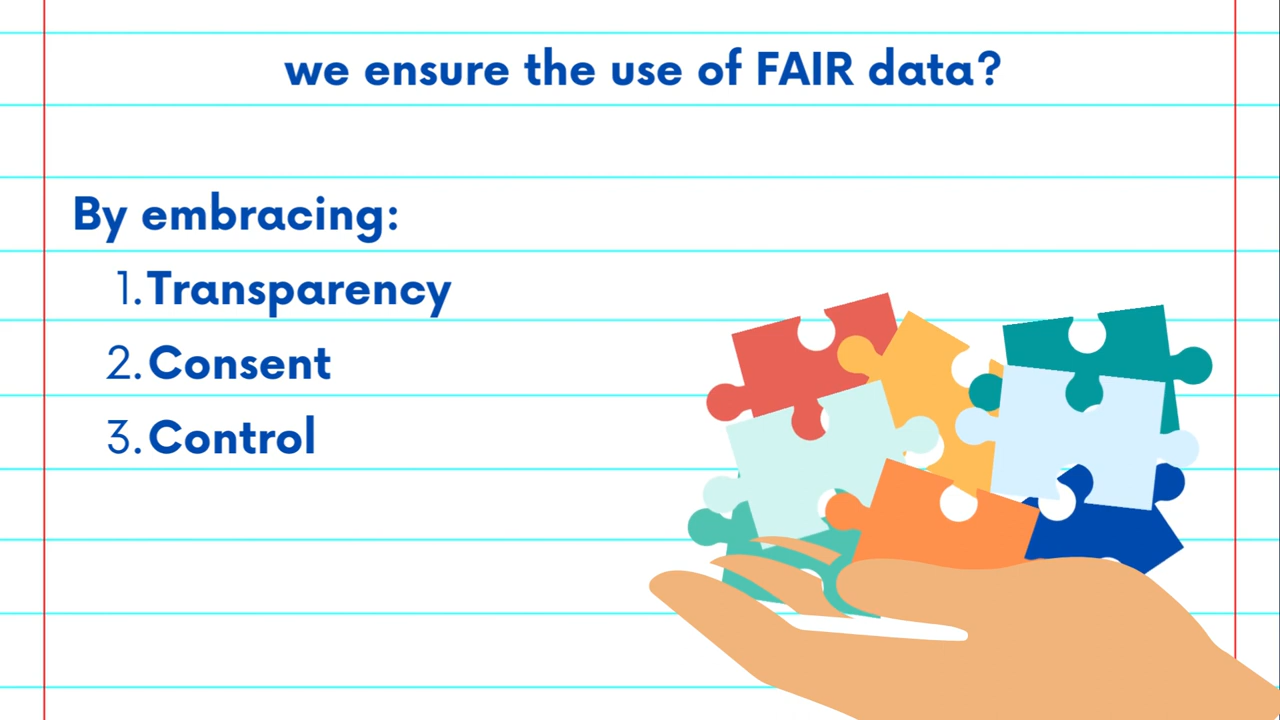 we ensure the use of FAIR data?
By embracing:
1. Transparency
2. Consent
3. Control